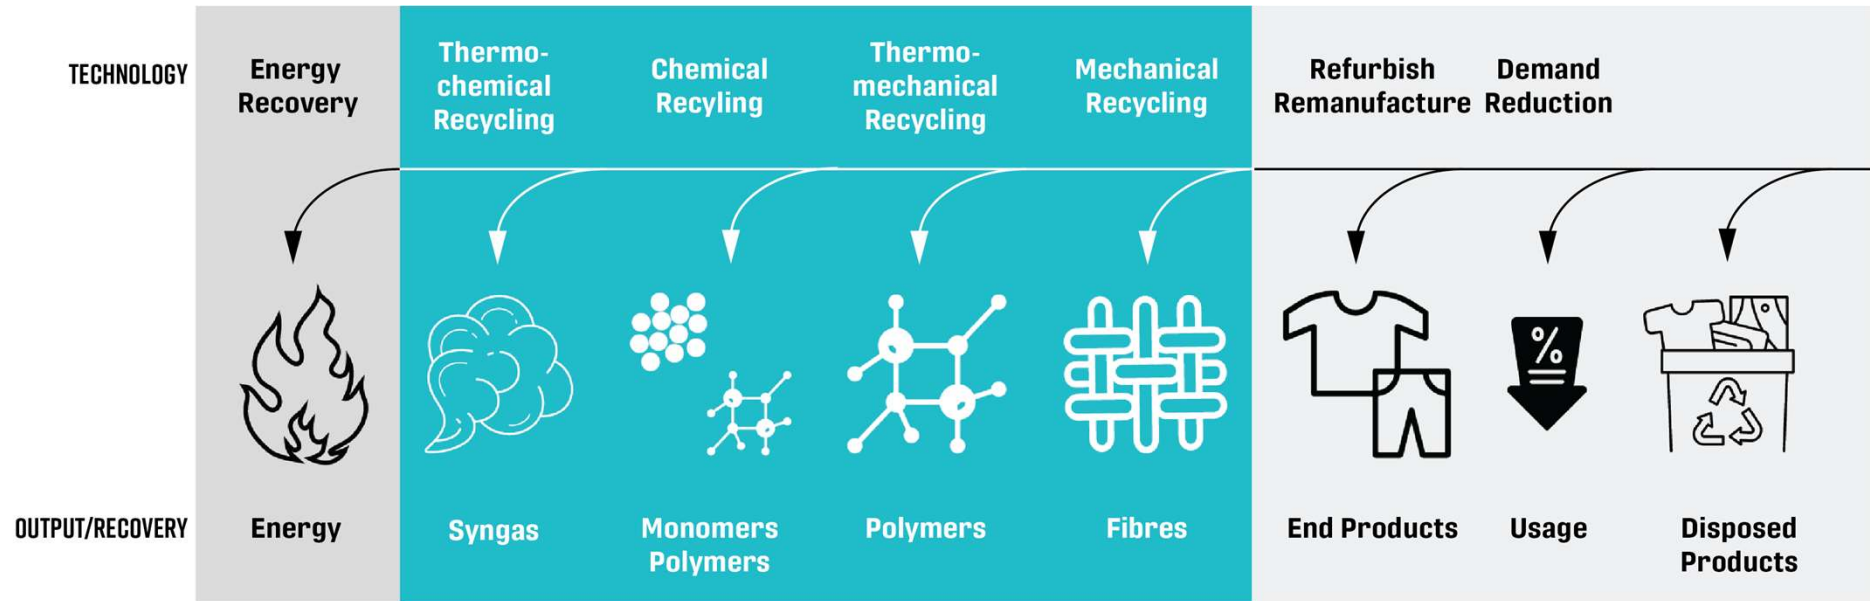 TECHNOLOGY
Energy
Recovery
Thermo-
chemical
Recycling
Chemical
Recyling
Thermo-
mechanical
Recycling
Mechanical
Recycling
Refurbish
Remanufacture
Demand
Reduction
%
OUTPUT/RECOVERY
Energy
Syngas
Monomers
Polymers
Polymers
Fibres
End Products
Usage
Disposed
Products